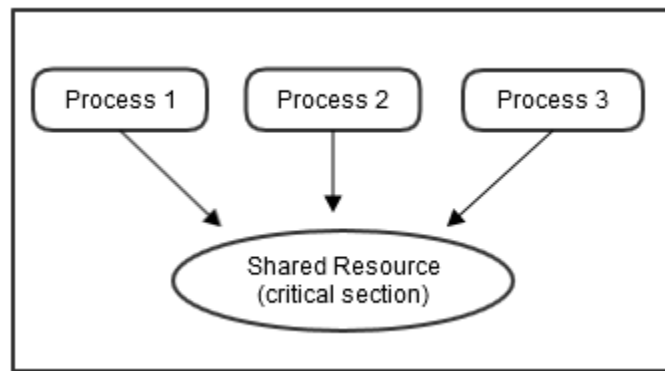 Process 1
Process 2
Process 3
Shared Resource
(critical section)